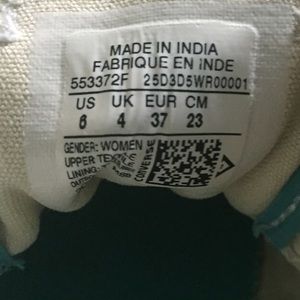 MADE IN INDIA
FABRIQUE EN INDE
553372F 25D3D5WR00001
US UK EUR CM
6 4 37 23
GENDER: WOMEN
UPPER
LINING:
CONVERSE